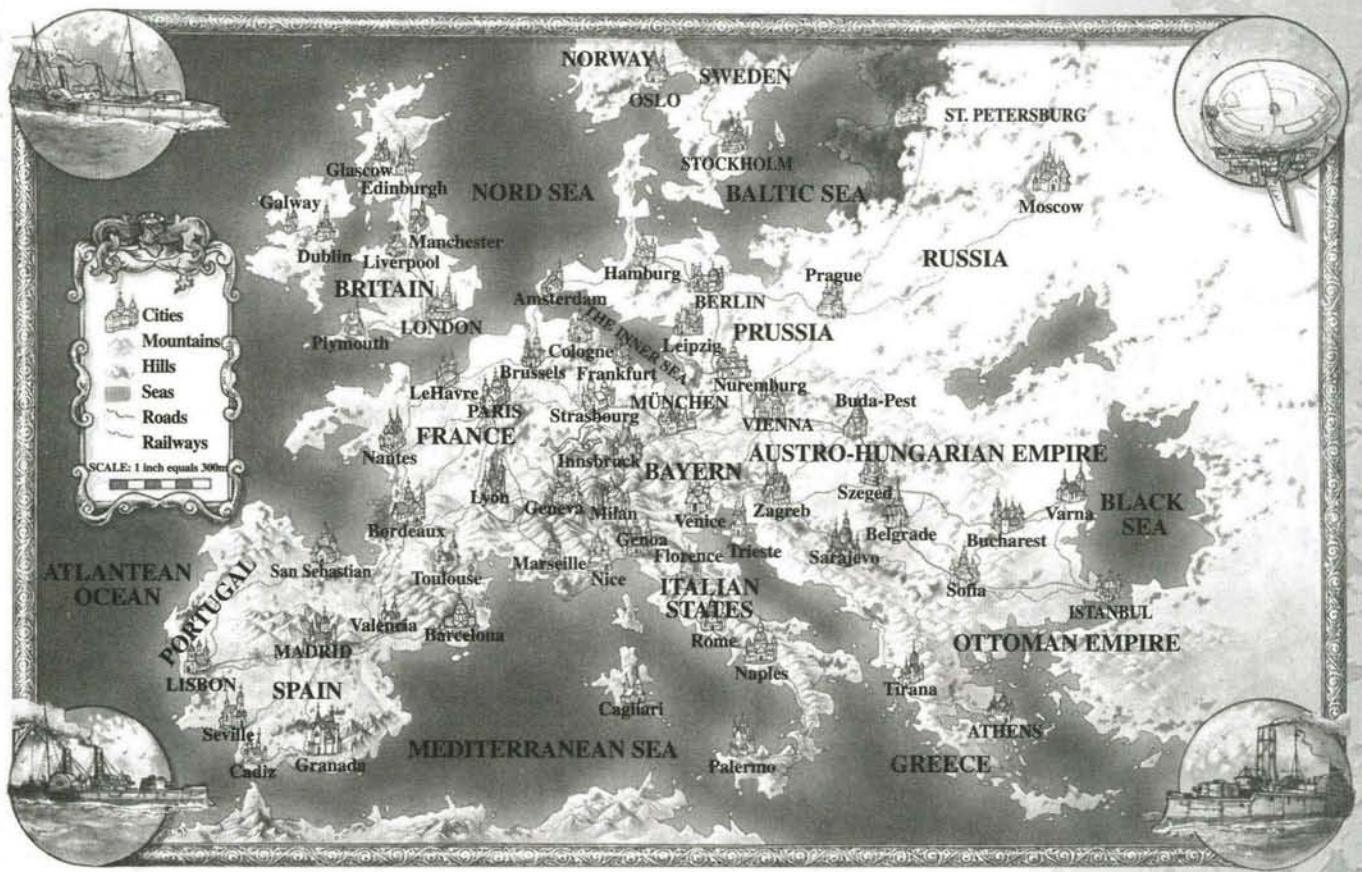 NORWAY
SWEDEN
OSLO
ST. PETERSBURG
STOCKHOLM
Glascow
Edinburgh
NORD SEA
BALTIC SEA
Moscow
Galway
Dublin
Manchester
Liverpool
RUSSIA
Hamburg
Prague
BRITAIN
Amsterdam
BERLIN
LONDON
Plymouth
THE INNER SEA
PRUSSIA
Leipzig
Cologne
Brussels
Frankfurt
Nuremburg
LeHavre
PARIS
Strasbourg
MÜNCHEN
Buda-Pest
VIENNA
FRANCE
Nantes
Innsbruck
BAYERN
AUSTRO-HUNGARIAN EMPIRE
Cities
Mountains
Hills
Seas
Roads
Railways
SCALE: 1 inch equals 300m
Lyon
Geneva
Milan
Venice
Zagreb
Szeged
Belgrade
Varna
BLACK
SEA
Bordeaux
Genoa
Florence
Trieste
Sarajevo
Bucharest
ATLANTEAN
OCEAN
San Sebastian
Toulouse
Marseille
Nice
ITALIAN
STATES
Sofia
ISTANBUL
PORTUGAL
Valencia
Barcelona
MADRID
Rome
Naples
OTTOMAN EMPIRE
LISBON
SPAIN
Cagliari
Tirana
ATHENS
Seville
Cadiz
Granada
MEDITERRANEAN SEA
Palermo
GREECE